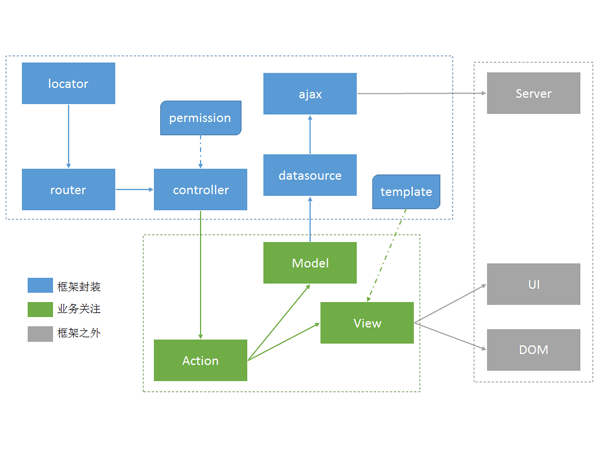 locator
ajax
Server
permission
router
controller
datasource
template
Model
框架封装
UI
业务关注
View
框架之外
Action
DOM